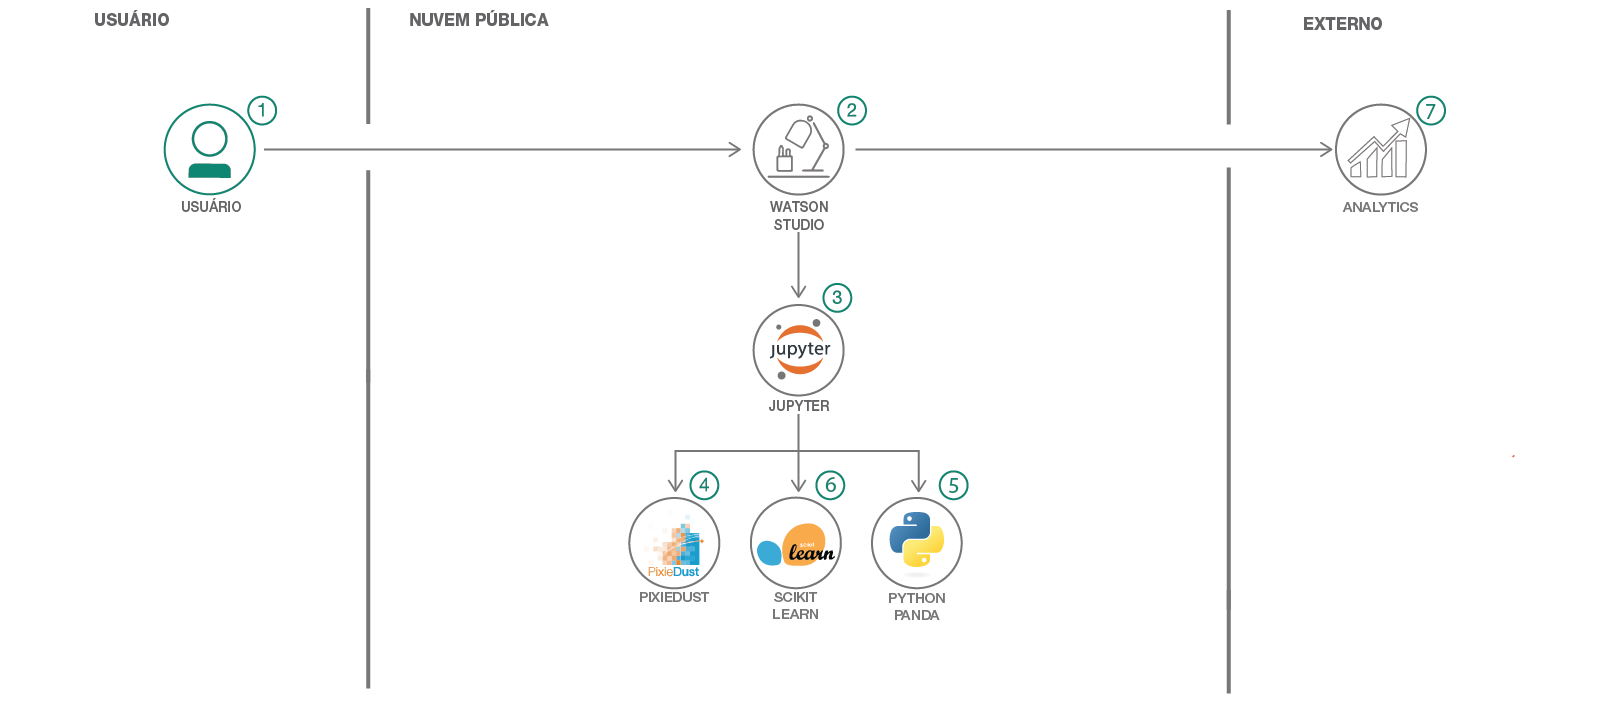 USUÁRIO
NUVEM PÚBLICA
EXTERNO
1
2
7
USUÁRIO
WATSON
STUDIO
ANALYTICS
3
jupyter
JUPYTER
4
6
5
PixieDust
scikit
learn
PIXIEDUST
SCIKIT
LEARN
PYTHON
PANDA